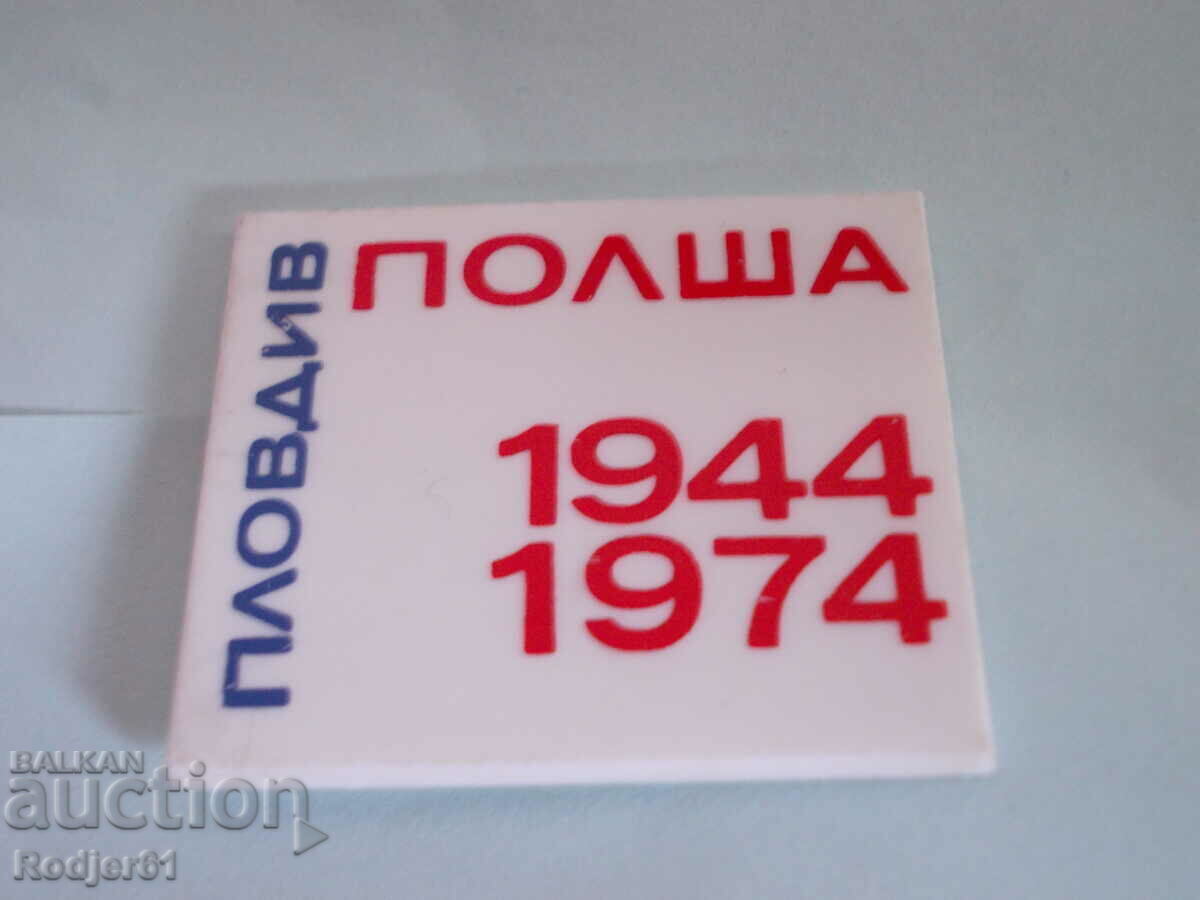 ПОЛША
ПЛОВДИВ
1944
1974
BALKAN
auction
Rodjer61